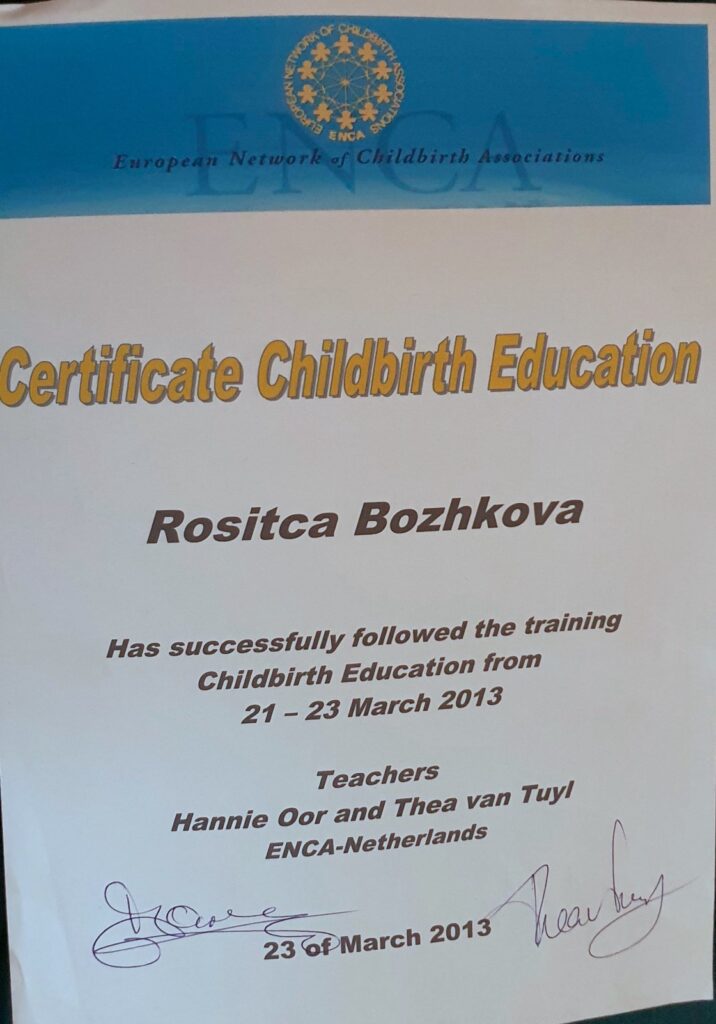 EUROPEAN NETWORK OF CHILDBIRTH ASSOCIATIONS
ENCA
ENCA
European Network of Childbirth Associations
Certificate Childbirth Education
Rositca Bozhkova
Has successfully followed the training
Childbirth Education from
21 – 23 March 2013
Teachers
Hannie Oor and Thea van Tuyl
ENCA-Netherlands
23 of March 2013